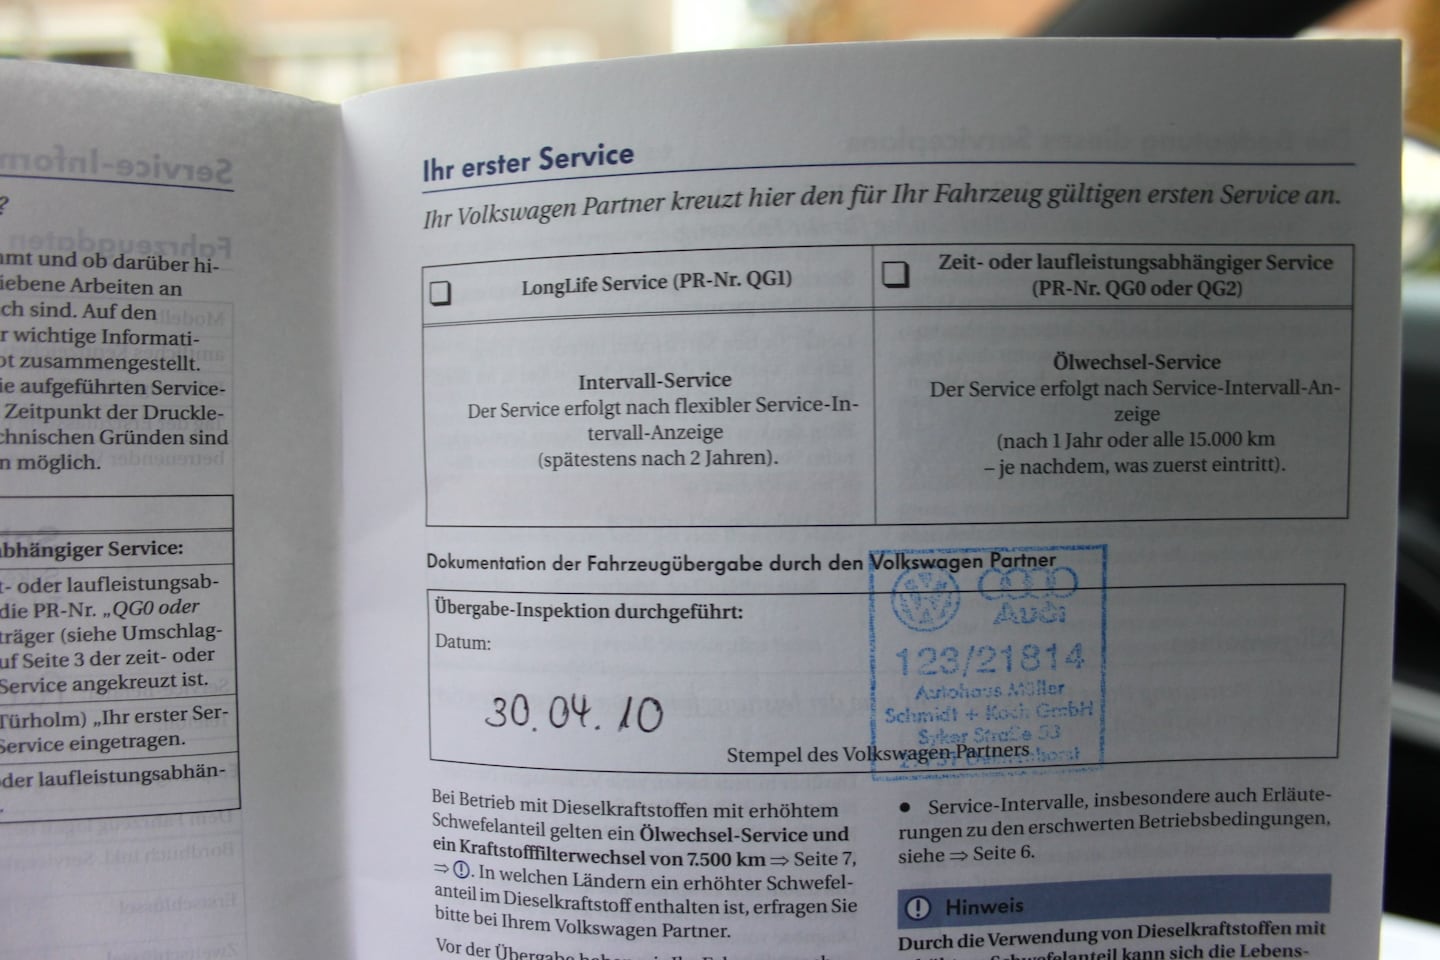 ?
mmt und ob darüber hi-
iebene Arbeiten an
ch sind. Auf den
r wichtige Informati-
ot zusammengestellt.
ie aufgeführten Service-
Zeitpunkt der Druckle-
chnischen Gründen sind
n möglich.
bhängiger Service:
t- oder laufleistungsab-
die PR-Nr. „QG0 oder
träger (siehe Umschlag-
uf Seite 3 der zeit- oder
Service angekreuzt ist.
Türholm) „Ihr erster Ser-
Service eingetragen.
oder laufleistungsabhän-
Ihr erster Service
Ihr Volkswagen Partner kreuzt hier den für Ihr Fahrzeug gültigen ersten Service an.
LongLife Service (PR-Nr. QG1)
Intervall-Service
Der Service erfolgt nach flexibler Service-In-
tervall-Anzeige
(spätestens nach 2 Jahren).
Zeit- oder laufleistungsabhängiger Service
(PR-Nr. QG0 oder QG2)
Ölwechsel-Service
Der Service erfolgt nach Service-Intervall-An-
zeige
(nach 1 Jahr oder alle 15.000 km
– je nachdem, was zuerst eintritt).
Dokumentation der Fahrzeugübergabe durch den Volkswagen Partner
Übergabe-Inspektion durchgeführt:
Datum:
30.04.10
Audi
123/21814
Autohaus Müller
Schmidt + Koch GmbH
Syker Straße 53
Stempel des Volkswagen Partners
Bei Betrieb mit Dieselkraftstoffen mit erhöhtem
Schwefelanteil gelten ein Ölwechsel-Service und
ein Kraftstofffilterwechsel von 7.500 km ⇒ Seite 7,
⇒ . In welchen Ländern ein erhöhter Schwefel-
anteil im Dieselkraftstoff enthalten ist, erfragen Sie
bitte bei Ihrem Volkswagen Partner.
Vor der Übergabe
● Service-Intervalle, insbesondere auch Erläute-
rungen zu den erschwerten Betriebsbedingungen,
siehe ⇒ Seite 6.
Hinweis
Durch die Verwendung von Dieselkraftstoffen mit
Schwefelanteil kann sich die Lebens-